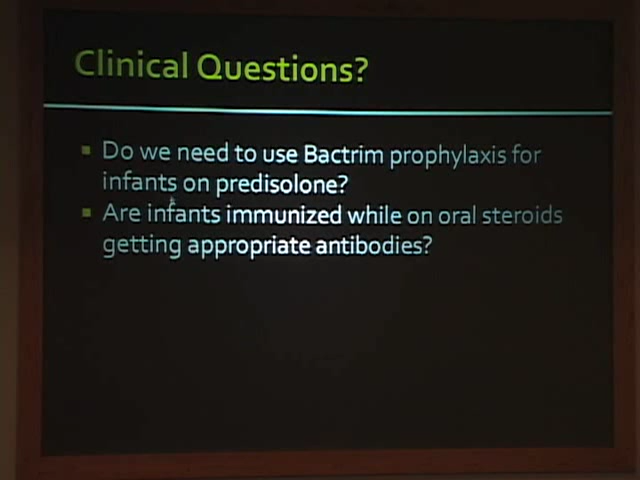 Clinical Questions?
Do we need to use Bactrim prophylaxis for
infants on predisolone?
Are infants immunized while on oral steroids
getting appropriate antibodies?